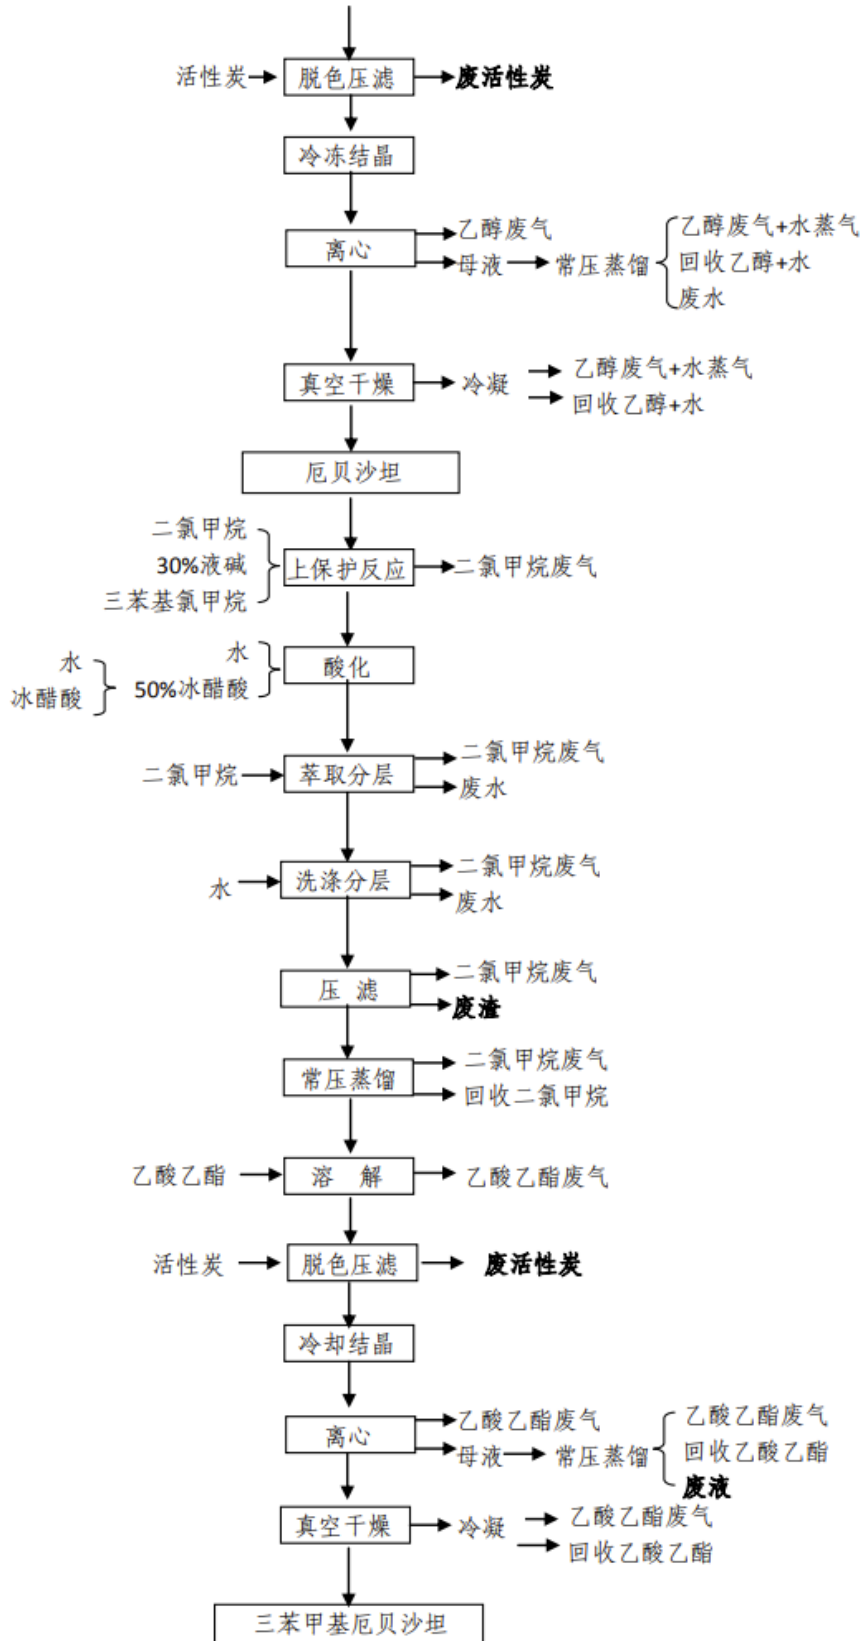 活性炭 脱色压滤 废活性炭
冷冻结晶
离心 乙醇废气
母液 常压蒸馏
乙醇废气+水蒸气
回收乙醇+水
废水
真空干燥 冷凝
乙醇废气+水蒸气
回收乙醇+水
厄贝沙坦
二氯甲烷
30%液碱
三苯基氯甲烷
上保护反应 二氯甲烷废气
水
冰醋酸
水
50%冰醋酸
酸化
二氯甲烷 萃取分层
二氯甲烷废气
废水
水 洗涤分层
二氯甲烷废气
废水
压 滤
二氯甲烷废气
废渣
常压蒸馏
二氯甲烷废气
回收二氯甲烷
乙酸乙酯 溶 解 乙酸乙酯废气
活性炭 脱色压滤 废活性炭
冷却结晶
离心 乙酸乙酯废气
母液 常压蒸馏
乙酸乙酯废气
回收乙酸乙酯
废液
真空干燥 冷凝
乙酸乙酯废气
回收乙酸乙酯
三苯甲基厄贝沙坦